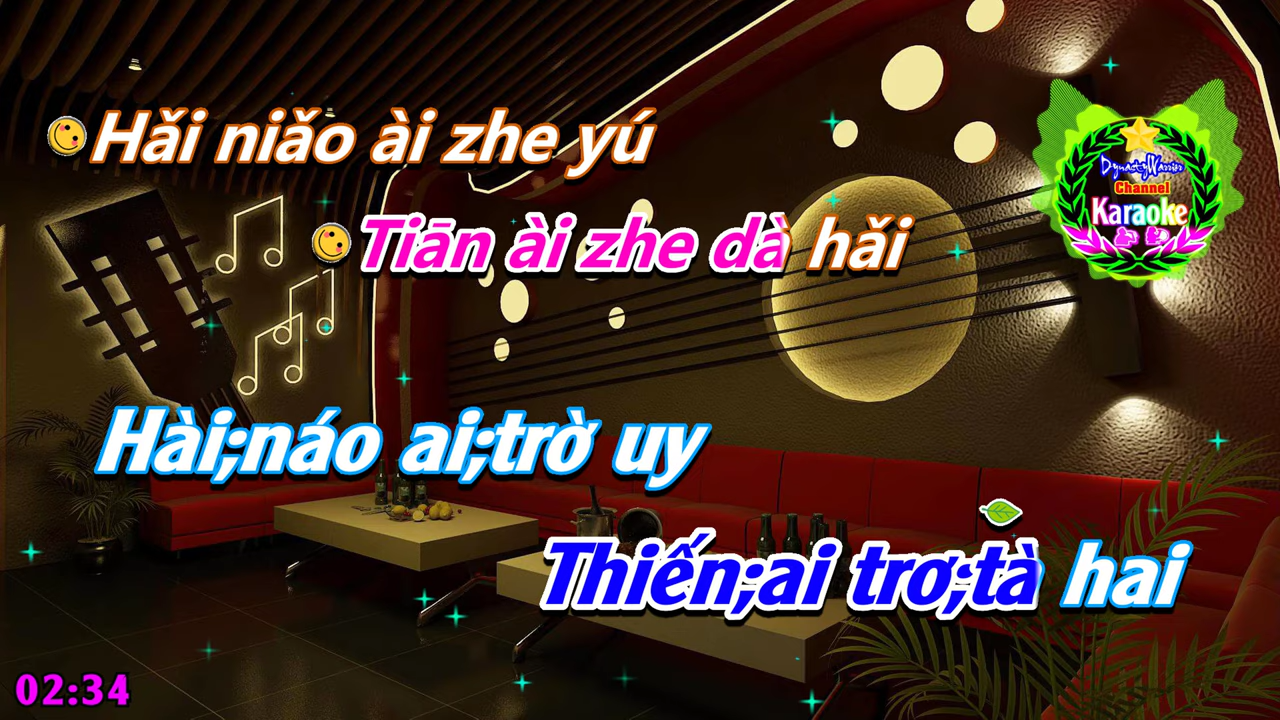 Hǎi niǎo ài zhe yú
Tiān ài zhe dà hǎi
DynastyWarrior
Channel
Karaoke
Hài;náo ai;trờ uy
Thiến;ai trơ;tà hai
02:34